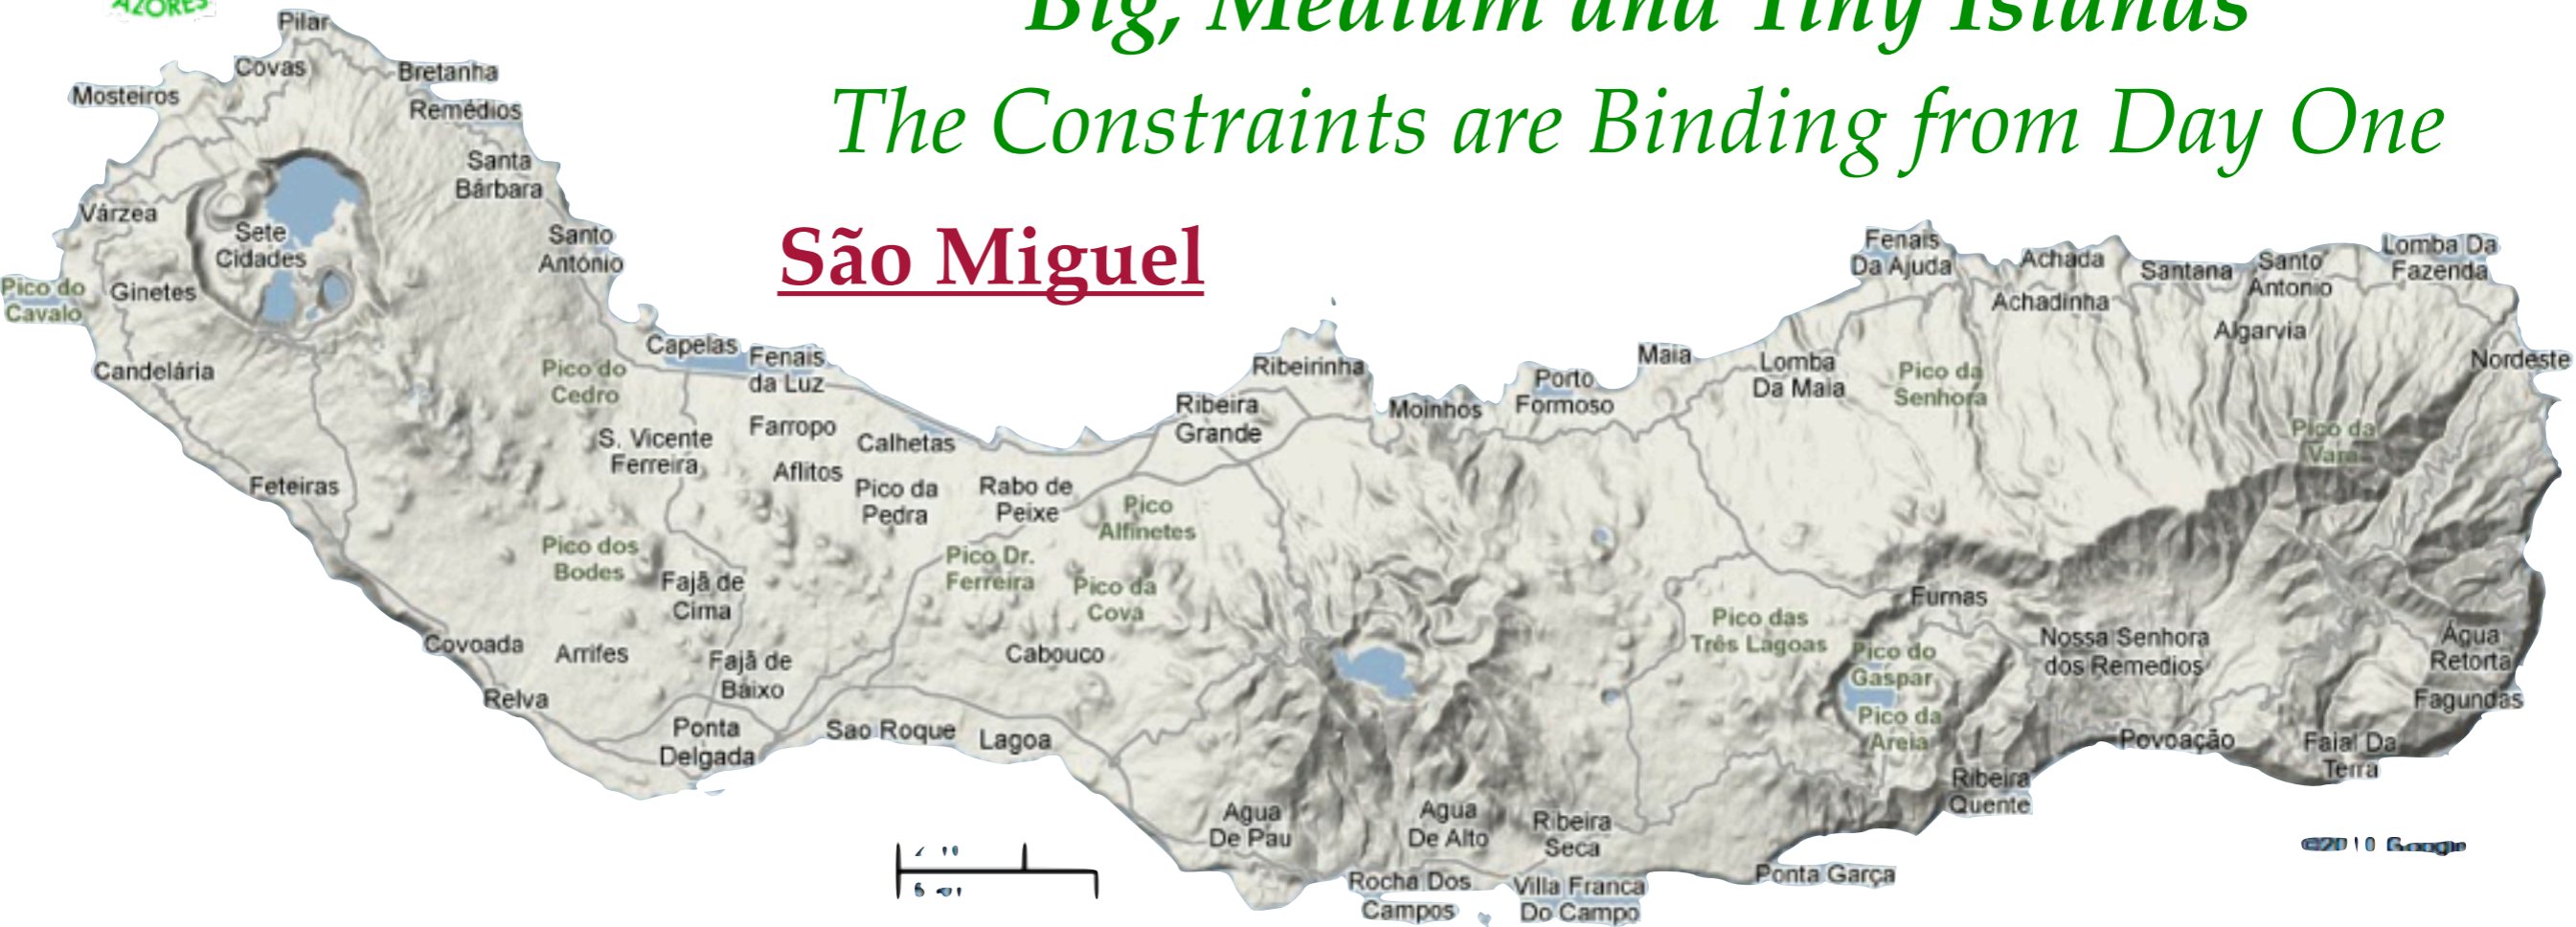 AZORES
Big, Medium and Tiny Islands
The Constraints are Binding from Day One
São Miguel
Pilar
Covas
Bretanha
Mosteiros
Remédios
Santa
Bárbara
Várzea
Sete
Cidades
Santo
António
Pico do
Cavalo
Ginetes
Candelária
Capelas
Fenais
da Luz
Pico do
Cedro
Farropo
S. Vicente
Ferreira
Calhetas
Aflitos
Feteiras
Pico da
Pedra
Rabo de
Peixe
Pico
Alfinetes
Ribeira
Grande
Ribeirinha
Moinhos
Porto
Formoso
Maia
Lomba
Da Maia
Fenais
Da Ajuda
Achada
Achadinha
Santana
Santo
Antonio
Lomba Da
Fazenda
Algarvia
Nordeste
Pico da
Senhora
Pico da
Vara
Pico dos
Bodes
Fajã de
Cima
Pico Dr.
Ferreira
Pico da
Cova
Covoada
Arrifes
Fajã de
Baixo
Cabouco
Relva
Ponta
Delgada
Sao Roque
Lagoa
Pico das
Três Lagoas
Furnas
Pico do
Gaspar
Pico da
Areia
Nossa Senhora
dos Remedios
Água
Retorta
Fagundas
Povoação
Faial Da
Terra
Ribeira
Quente
Agua
De Pau
Agua
De Alto
Ribeira
Seca
Rocha Dos
Campos
Villa Franca
Do Campo
Ponta Garça
©2010 Google